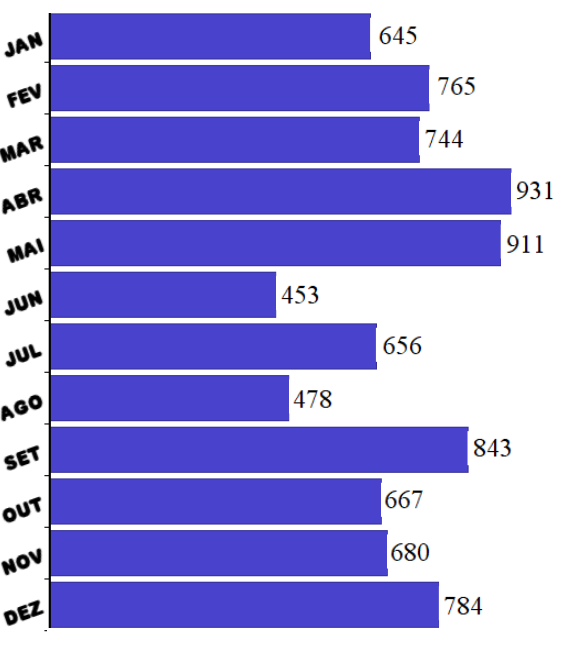 JAN 645
FEV 765
MAR 744
ABR 931
MAI 911
JUN 453
JUL 656
AGO 478
SET 843
OUT 667
NOV 680
DEZ 784